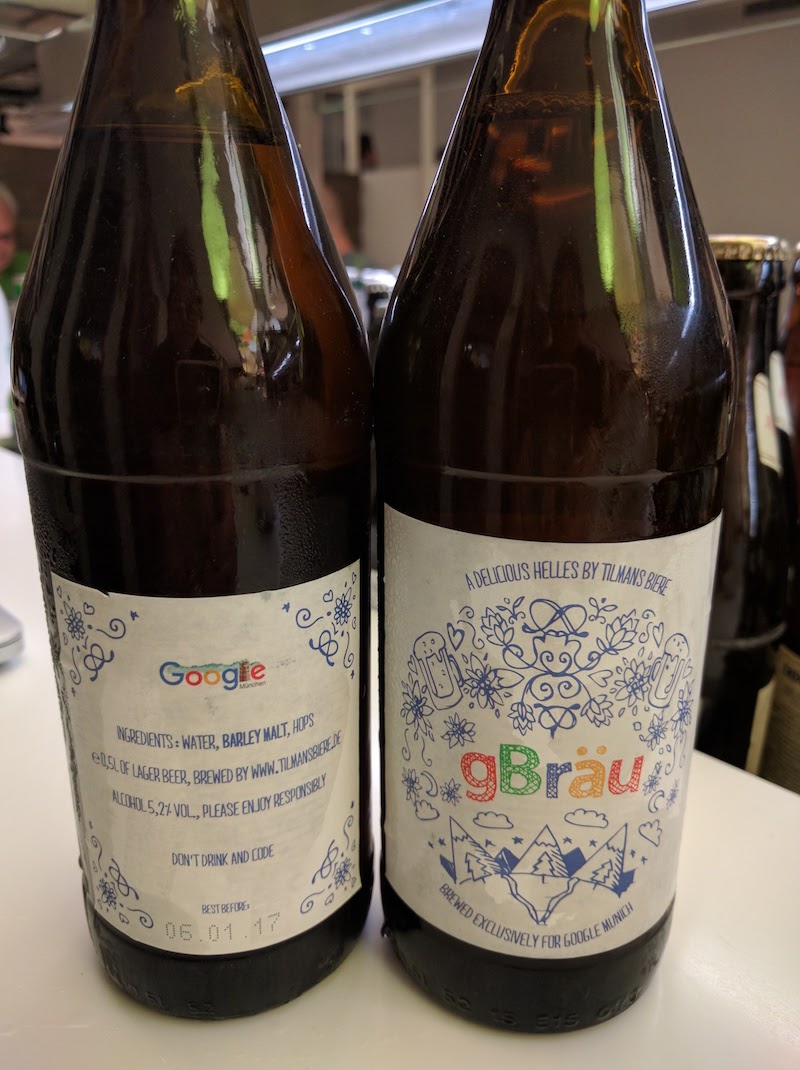 Google
München
INGREDIENTS: WATER, BARLEY MALT, HOPS
e 0,5L OF LAGER BEER, BREWED BY WWW.TILMANSBIERE.DE
ALCOHOL 5,2% VOL., PLEASE ENJOY RESPONSIBLY
DON'T DRINK AND CODE
BEST BEFORE:
06.01.17
A DELICIOUS HELLES BY TILMANS BIERE
gBräu
BREWED EXCLUSIVELY FOR GOOGLE MUNICH